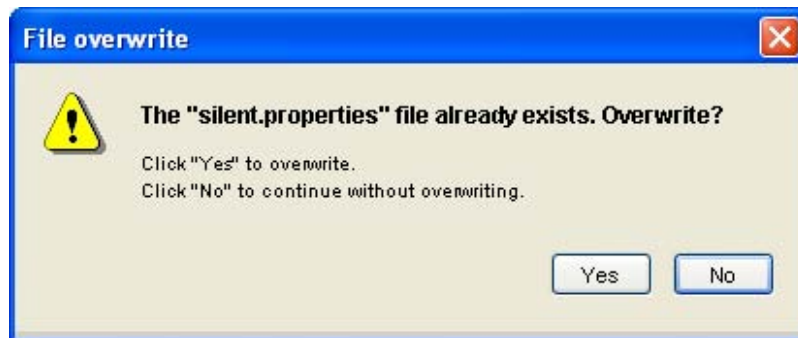 File overwrite
The "silent.properties" file already exists. Overwrite?
Click "Yes" to overwrite.
Click "No" to continue without overwriting.
Yes
No